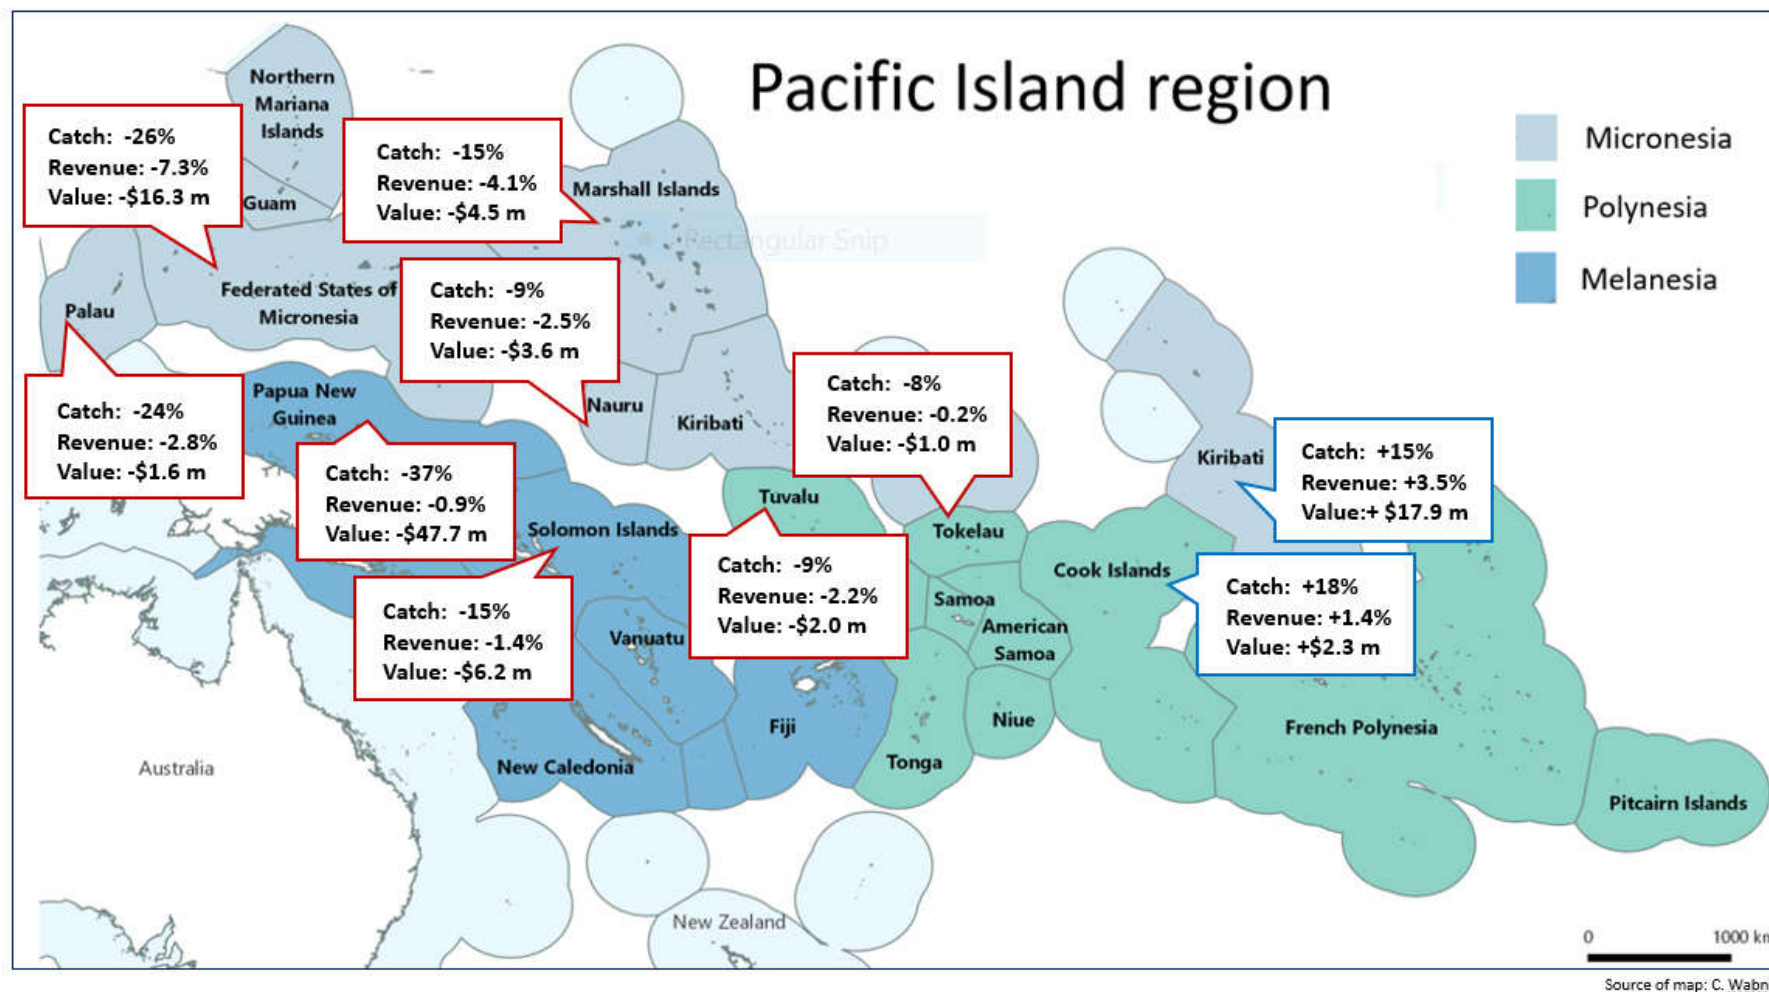 Pacific Island region
Micronesia
Polynesia
Melanesia
Northern
Mariana
Islands
Guam
Catch: -26%
Revenue: -7.3%
Value: -$16.3 m
Catch: -15%
Revenue: -4.1%
Value: -$4.5 m
Marshall Islands
Rectangular Snip
Federated States of
Micronesia
Palau
Catch: -9%
Revenue: -2.5%
Value: -$3.6 m
Catch: -24%
Revenue: -2.8%
Value: -$1.6 m
Papua New
Guinea
Nauru
Kiribati
Catch: -8%
Revenue: -0.2%
Value: -$1.0 m
Kiribati
Catch: +15%
Revenue: +3.5%
Value:+ $17.9 m
Catch: -37%
Revenue: -0.9%
Value: -$47.7 m
Tuvalu
Tokelau
Solomon Islands
Cook Islands
Catch: -9%
Revenue: -2.2%
Value: -$2.0 m
Catch: +18%
Revenue: +1.4%
Value: +$2.3 m
Catch: -15%
Revenue: -1.4%
Value: -$6.2 m
Samoa
American
Samoa
Vanuatu
Fiji
Niue
French Polynesia
Tonga
New Caledonia
Australia
Pitcairn Islands
New Zealand
0 1000 km
Source of map: C. Wabn